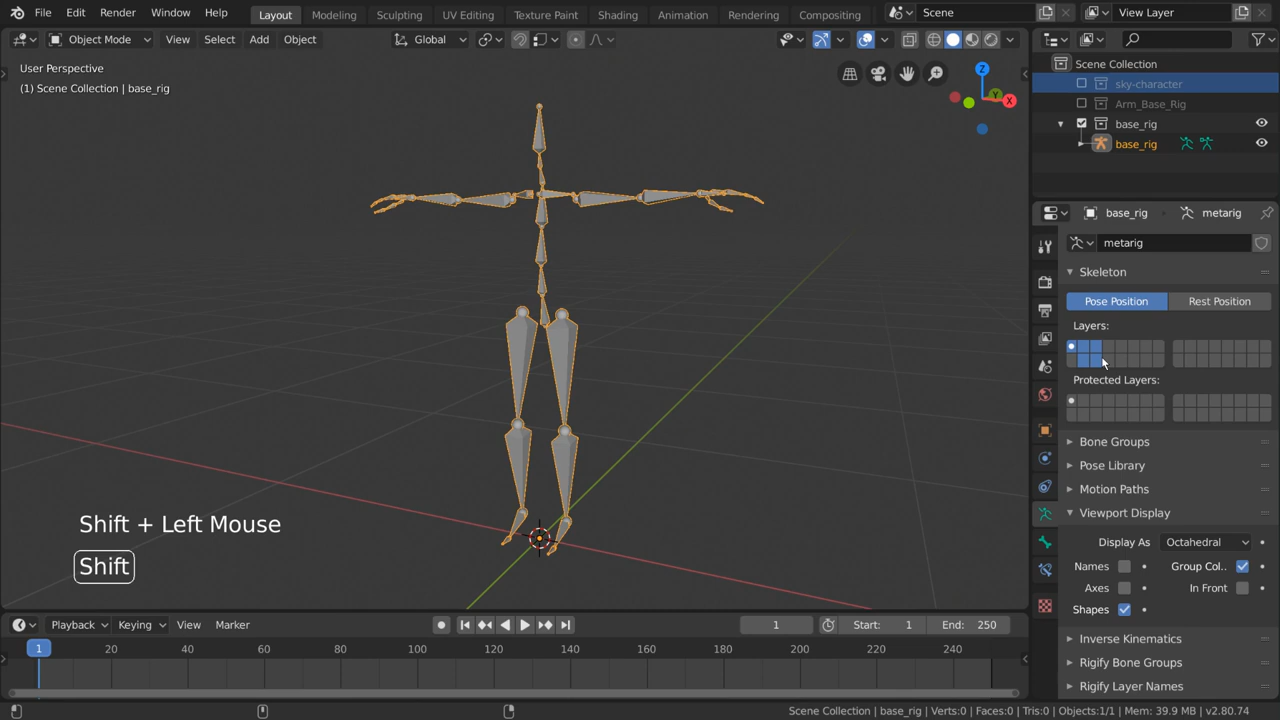 File Edit Render Window Help Layout Modeling Sculpting UV Editing Texture Paint Shading Animation Rendering Compositing Scene View Layer
Object Mode View Select Add Object Global
User Perspective
(1) Scene Collection | base_rig
Z
Y
X
Scene Collection
sky-character
Arm_Base_Rig
base_rig
base_rig
base_rig metarig
metarig
Skeleton
Pose Position Rest Position
Layers:
Protected Layers:
Bone Groups
Pose Library
Motion Paths
Viewport Display
Display As Octahedral
Names Group Col..
Axes In Front
Shapes
Inverse Kinematics
Rigify Bone Groups
Rigify Layer Names
Shift + Left Mouse
Shift
Playback Keying View Marker 1 Start: 1 End: 250
1 20 40 60 80 100 120 140 160 180 200 220 240
Scene Collection | base_rig | Verts:0 | Faces:0 | Tris:0 | Objects:1/1 | Mem: 39.9 MB | v2.80.74